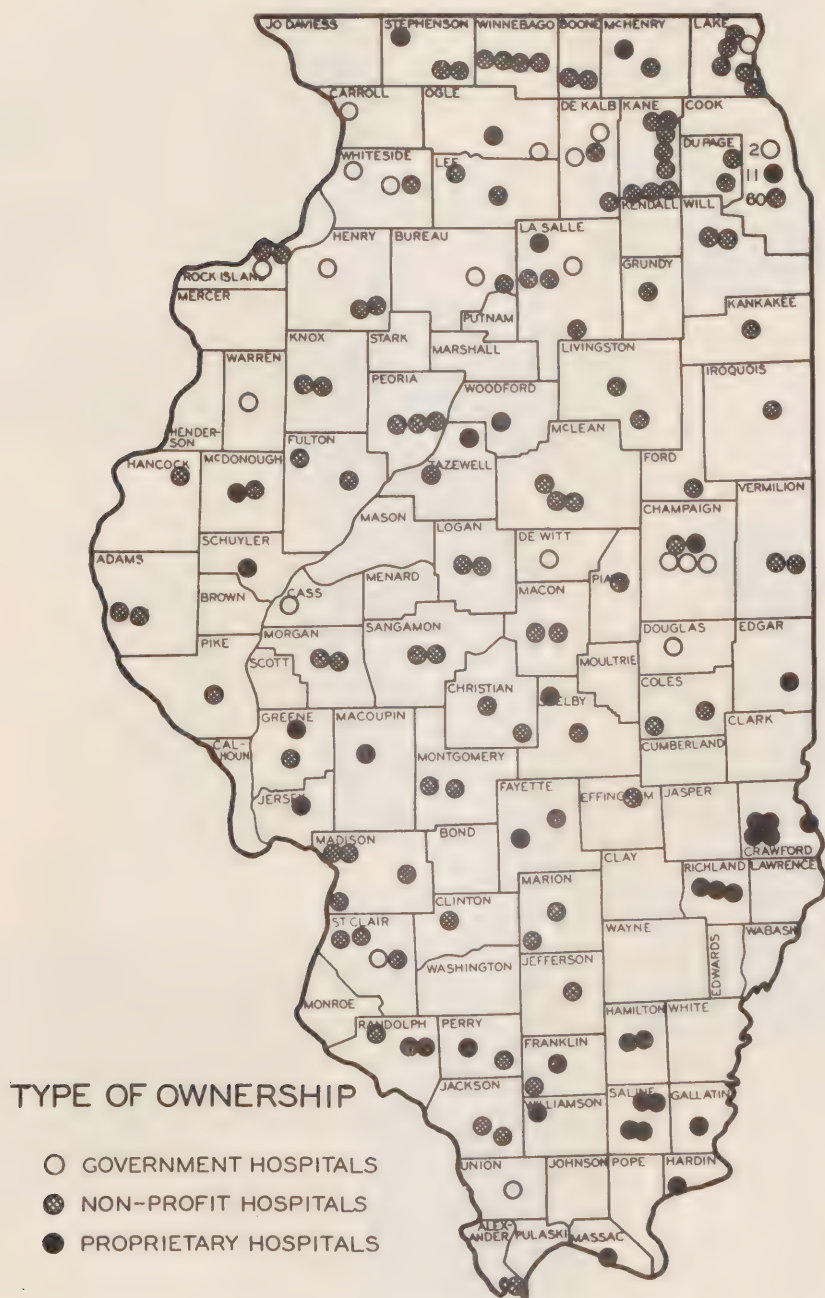 JO DAVIESS STEPHENSON WINNEBAGO BOONE McHENRY LAKE
CARROLL OGLE DE KALB KANE COOK
DU PAGE 2
WHITESIDE LEE 11
60
KENDALL WILL
HENRY BUREAU LA SALLE
ROCK ISLAND GRUNDY
MERCER KANKAKEE
PUTNAM
KNOX STARK
MARSHALL LIVINGSTON
WARREN PEORIA IROQUOIS
WOODFORD
HENDER-
SON FULTON McLEAN
HANCOCK McDONOUGH TAZEWELL FORD
VERMILION
MASON CHAMPAIGN
LOGAN
SCHUYLER DE WITT
ADAMS
BROWN CASS MENARD PIATT
MACON
PIKE MORGAN SANGAMON DOUGLAS EDGAR
SCOTT MOULTRIE
COLES
CHRISTIAN SHELBY
GREENE MACOUPIN CLARK
CAL-
HOUN MONTGOMERY CUMBERLAND
JERSEY FAYETTE EFFINGHAM JASPER
MADISON BOND CRAWFORD
CLAY
RICHLAND LAWRENCE
MARION
CLINTON
ST. CLAIR WAYNE
EDWARDS WABASH
WASHINGTON JEFFERSON
MONROE
HAMILTON WHITE
RANDOLPH PERRY
FRANKLIN
JACKSON SALINE GALLATIN
WILLIAMSON
TYPE OF OWNERSHIP
GOVERNMENT HOSPITALS
NON-PROFIT HOSPITALS
PROPRIETARY HOSPITALS
UNION JOHNSON POPE HARDIN
ALEX-
ANDER PULASKI MASSAC